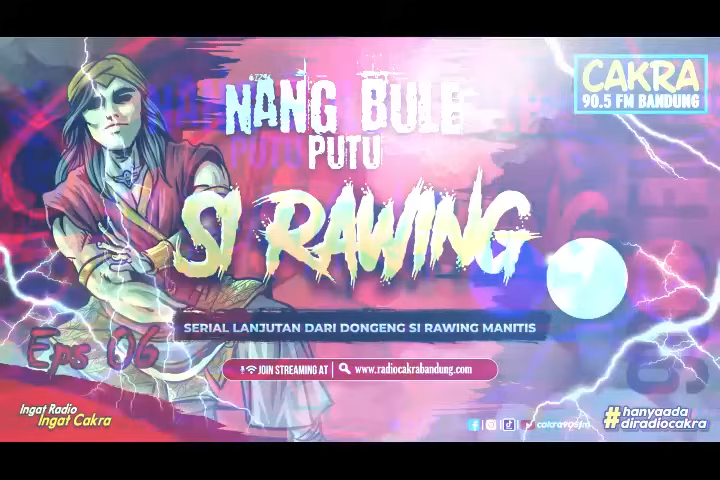 CAKRA
90.5 FM BANDUNG
NANG BULE
PUTU
SI RAWING
SERIAL LANJUTAN DARI DONGENG SI RAWING MANITIS
Eps 06
JOIN STREAMING AT | www.radiocakrabandung.com
Ingat Radio
Ingat Cakra
cakra905fm
#hanyaada
diradiocakra